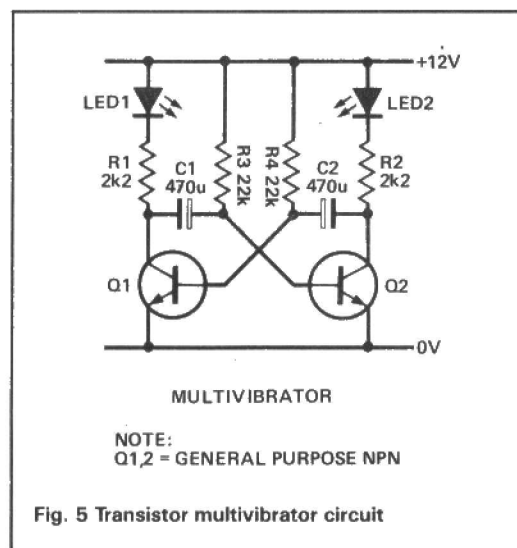 +12V
LED1
LED2
R1
2k2
C1
470u
R3 22k
R4 22k
C2
470u
R2
2k2
Q1
Q2
0V
MULTIVIBRATOR
NOTE:
Q1,2 = GENERAL PURPOSE NPN
Fig. 5 Transistor multivibrator circuit